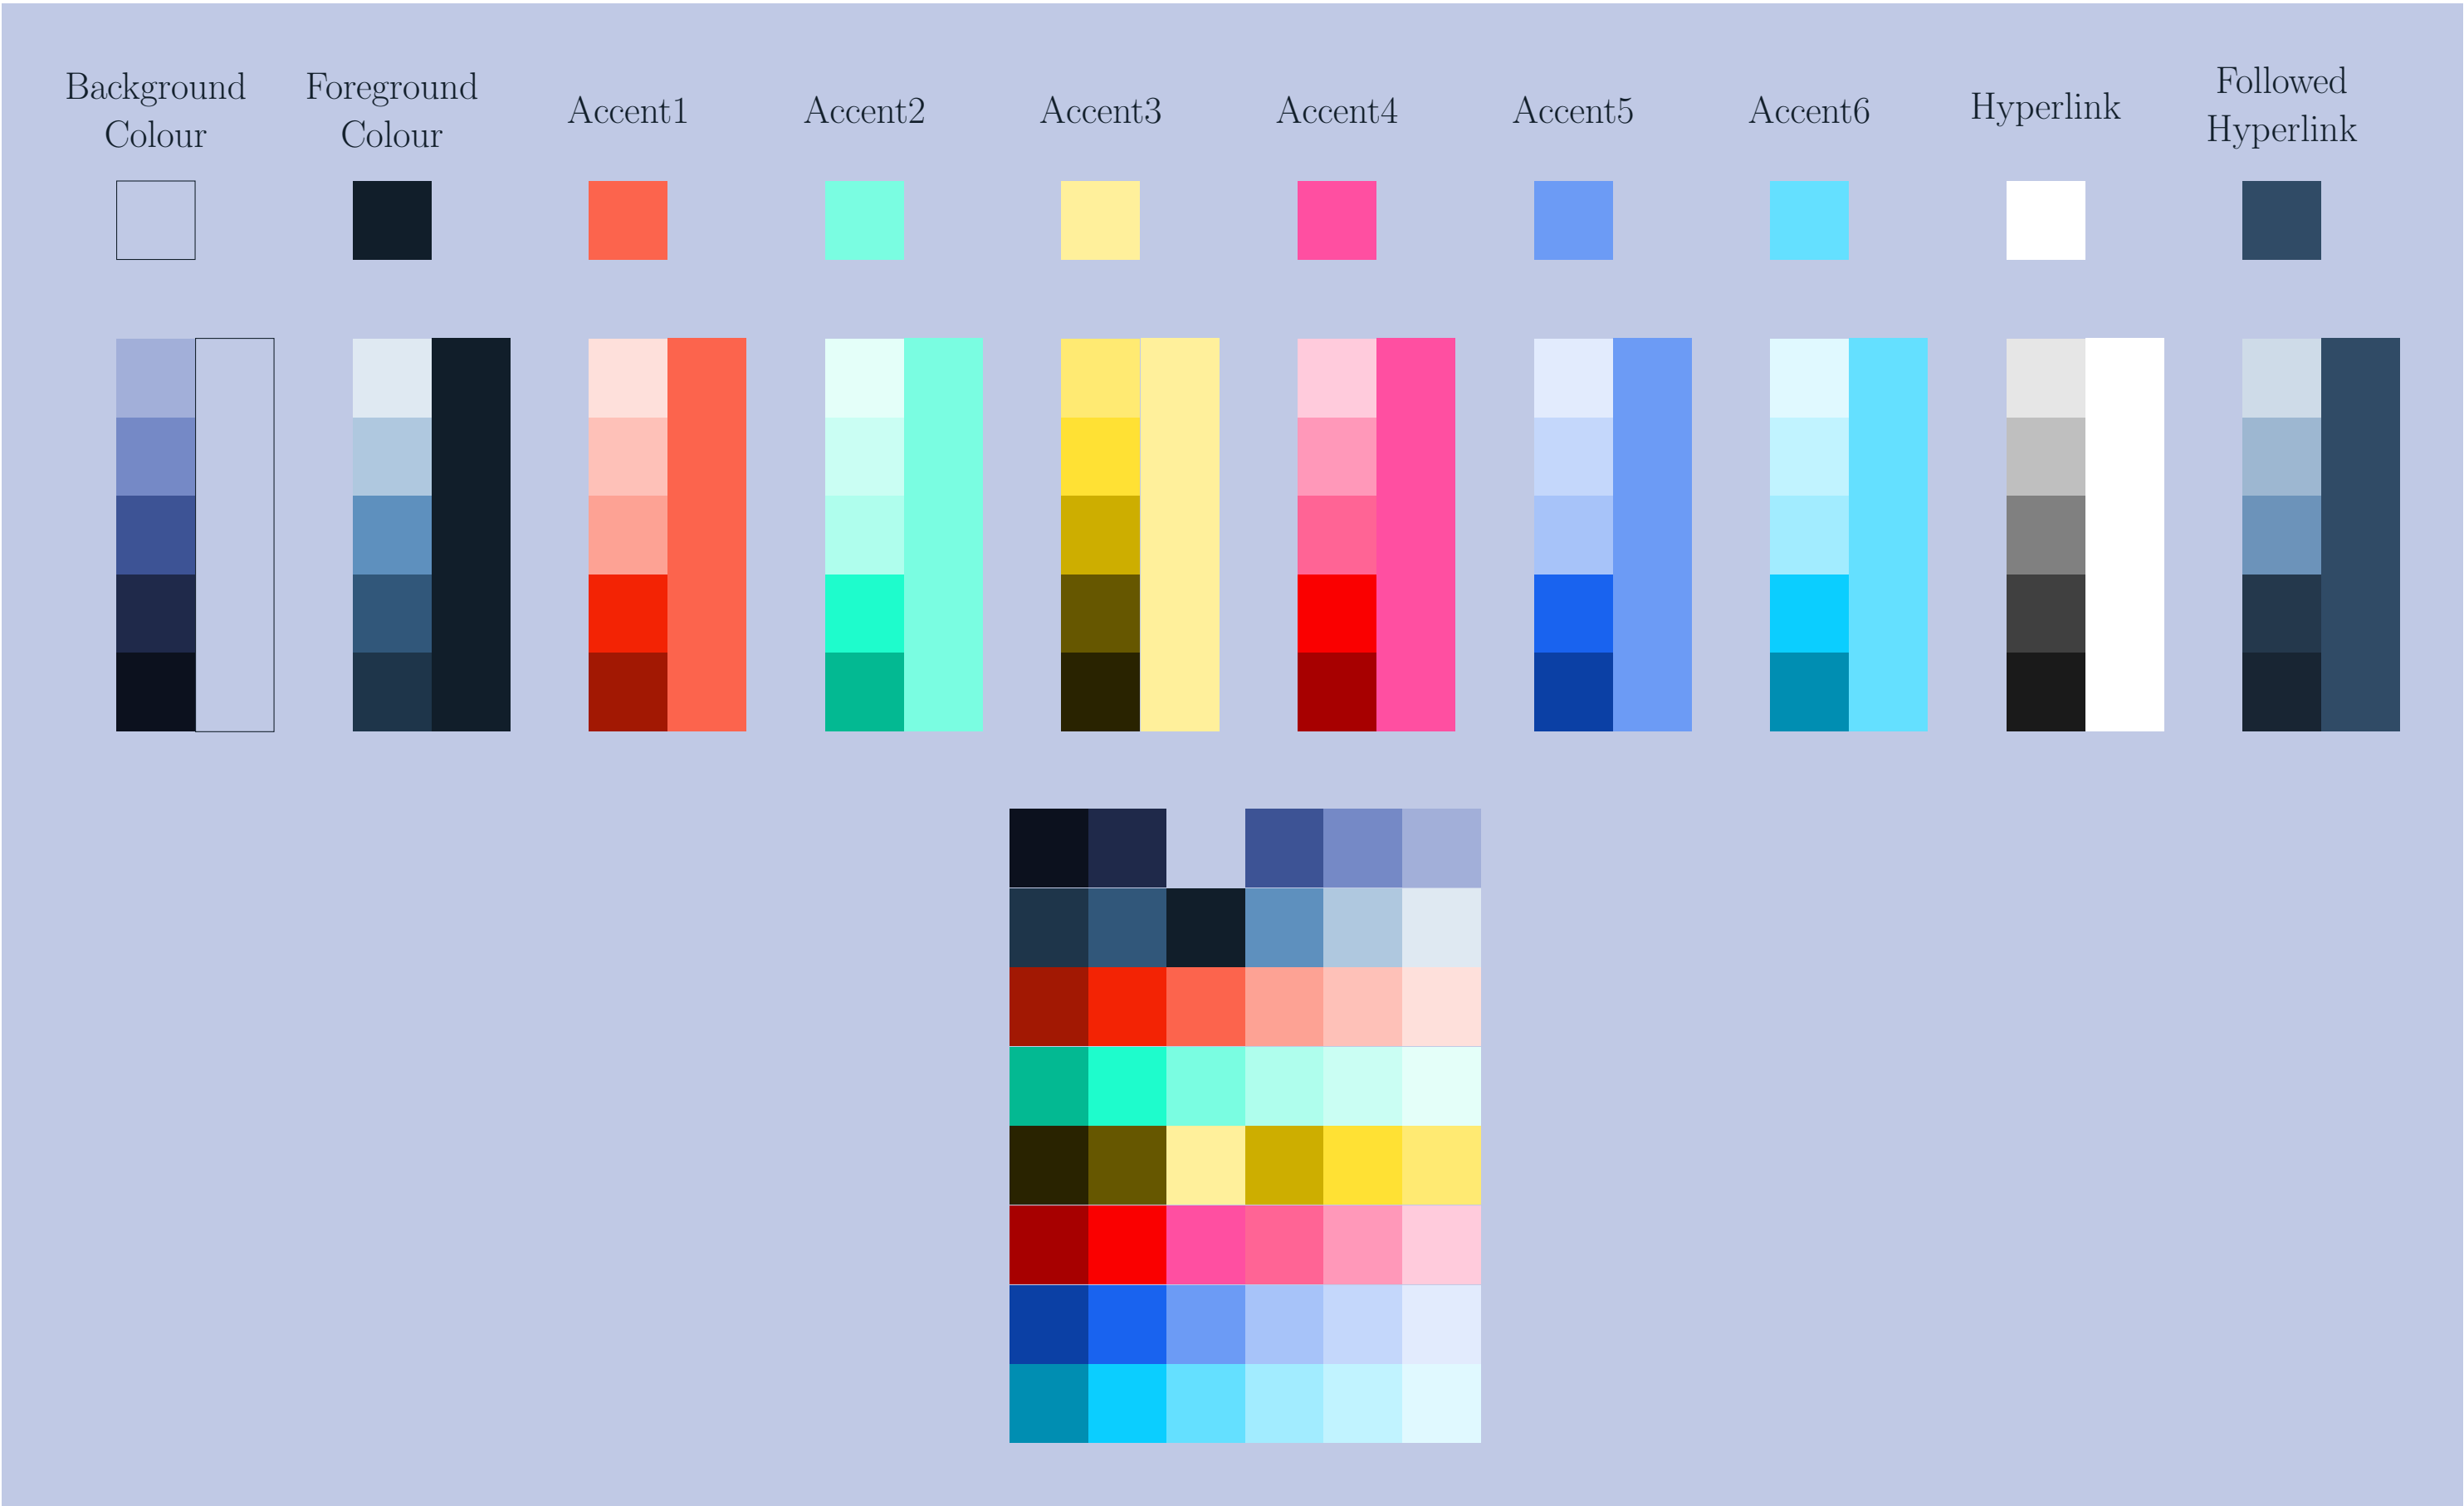 Background
Colour
Foreground
Colour
Accent1
Accent2
Accent3
Accent4
Accent5
Accent6
Hyperlink
Followed
Hyperlink